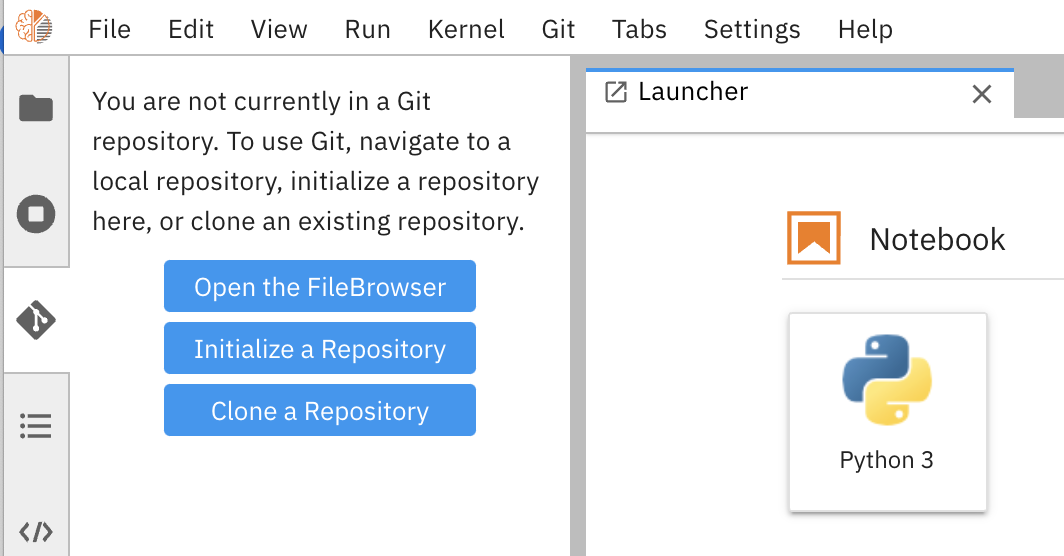 File Edit View Run Kernel Git Tabs Settings Help
You are not currently in a Git
repository. To use Git, navigate to a
local repository, initialize a repository
here, or clone an existing repository.
Open the FileBrowser
Initialize a Repository
Clone a Repository
Launcher
Notebook
Python 3